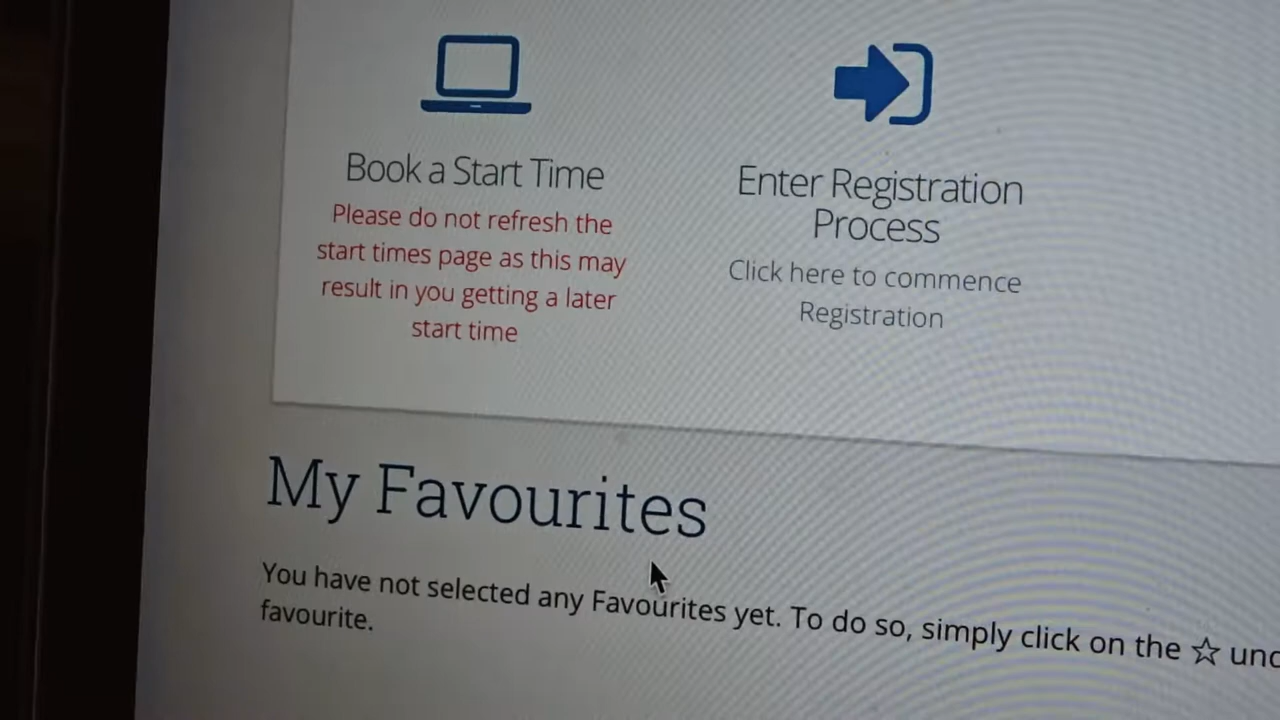 Book a Start Time
Please do not refresh the
start times page as this may
result in you getting a later
start time
Enter Registration
Process
Click here to commence
Registration
My Favourites
You have not selected any Favourites yet. To do so, simply click on the ☆
favourite.